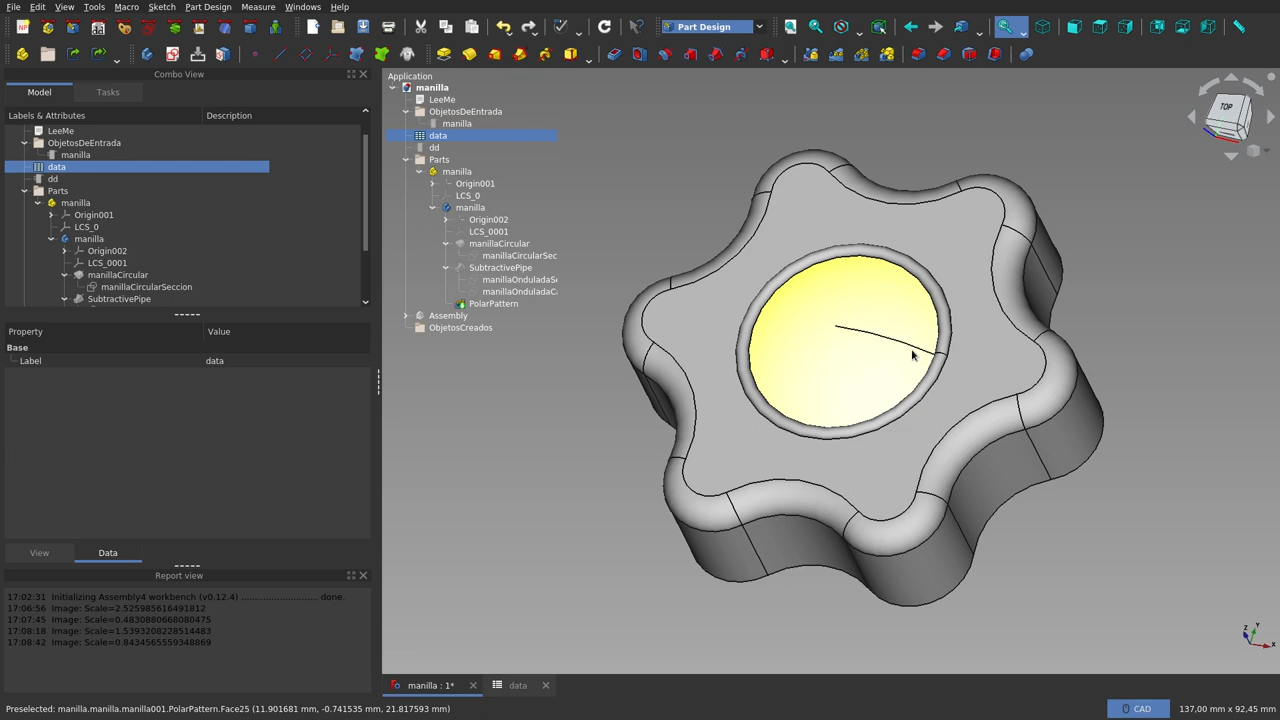 File Edit View Tools Macro Sketch Part Design Measure Windows Help
Part Design
Combo View
Model Tasks
Labels & Attributes Description
LeeMe
ObjetosDeEntrada
manilla
data
dd
Parts
manilla
Origin001
LCS_0
manilla
Origin002
LCS_0001
manillaCircular
manillaCircularSeccion
SubtractivePipe
Property Value
Base
Label data
View Data
Report view
17:02:31 Initializing Assembly4 workbench (v0.12.4) ............................. done.
17:06:56 Image: Scale=2.525985616491812
17:07:45 Image: Scale=0.4830880668080475
17:08:18 Image: Scale=1.5393208228514483
17:08:42 Image: Scale=0.8434565559348869
Application
manilla
LeeMe
ObjetosDeEntrada
manilla
data
dd
Parts
manilla
Origin001
LCS_0
manilla
Origin002
LCS_0001
manillaCircular
manillaCircularSec
SubtractivePipe
manillaOnduladaSe
manillaOnduladaCa
PolarPattern
Assembly
ObjetosCreados
TOP
Z Y X
manilla : 1* data
Preselected: manilla.manilla.manilla001.PolarPattern.Face25 (11.901681 mm, -0.741535 mm, 21.817593 mm)
CAD 137,00 mm x 92,45 mm